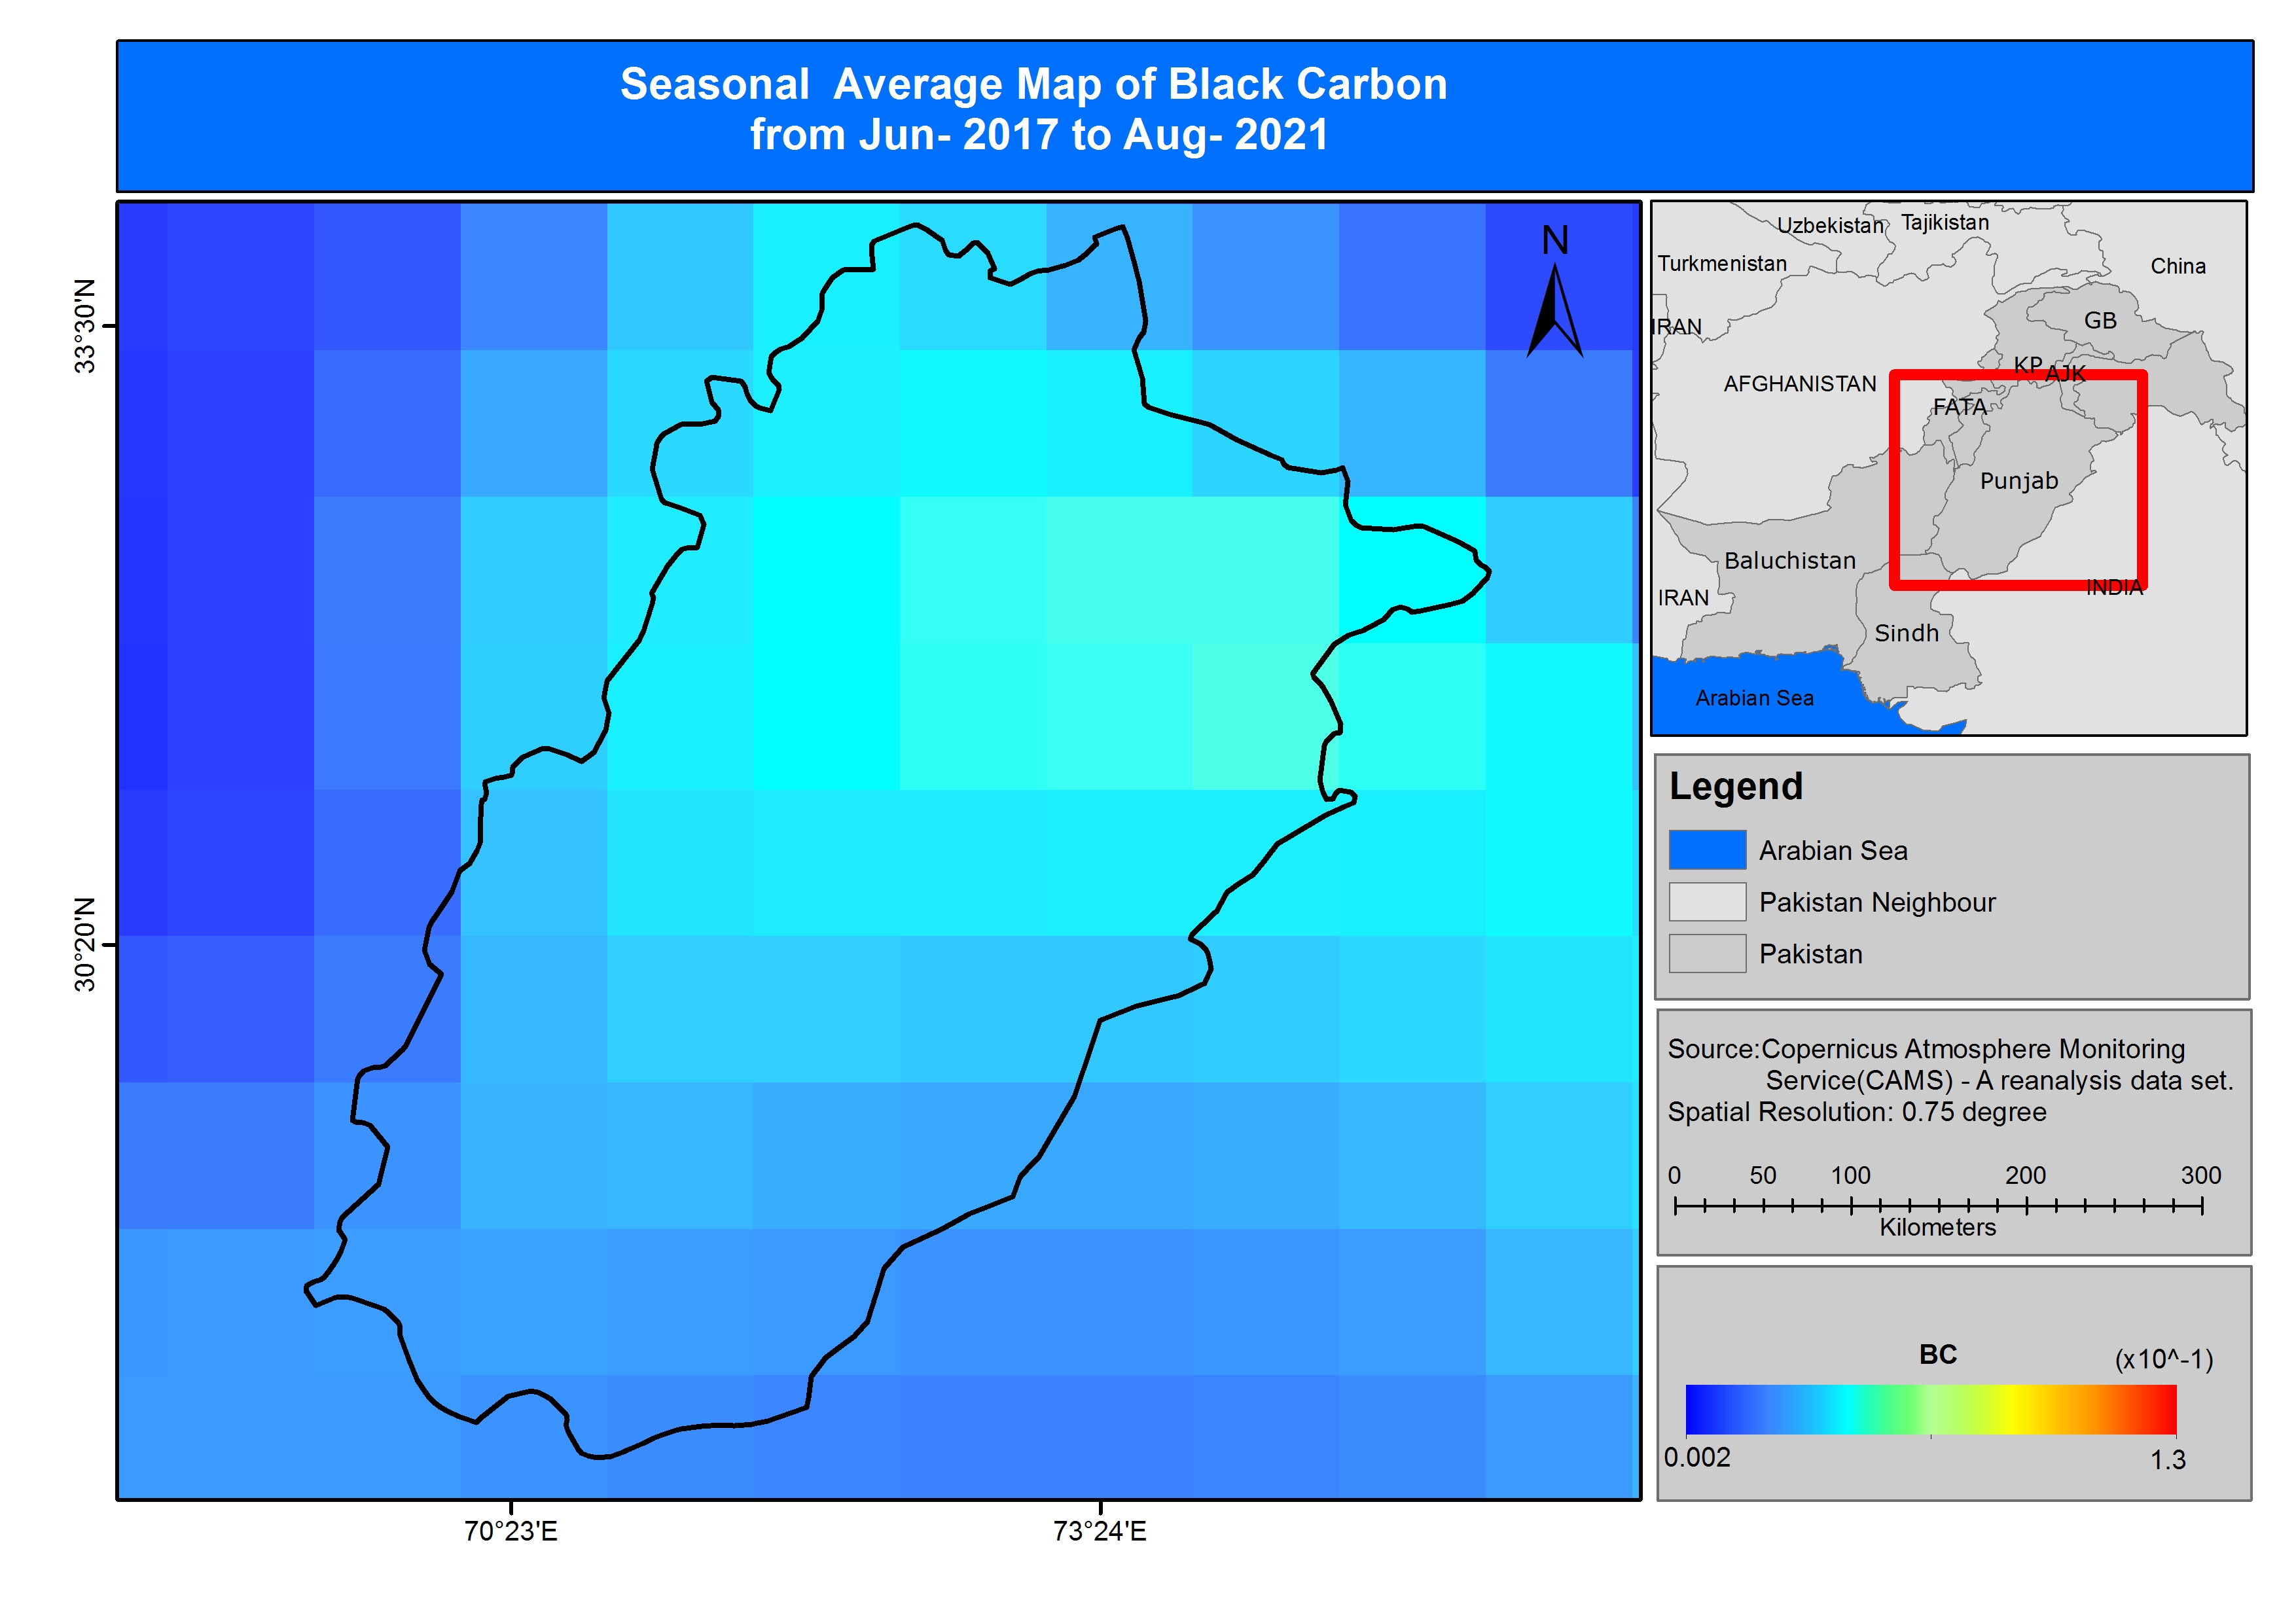 Seasonal  Average Map of Black Carbon
from Jun- 2017 to Aug- 2021
33°30'N
30°20'N
70°23'E
73°24'E
N
Uzbekistan
Tajikistan
Turkmenistan
China
IRAN
GB
KP
AJK
AFGHANISTAN
FATA
Punjab
Baluchistan
IRAN
INDIA
Sindh
Arabian Sea
Legend
Arabian Sea
Pakistan Neighbour
Pakistan
Source:Copernicus Atmosphere Monitoring
Service(CAMS) - A reanalysis data set.
Spatial Resolution: 0.75 degree
0 50 100 200 300
Kilometers
BC (x10^-1)
0.002 1.3